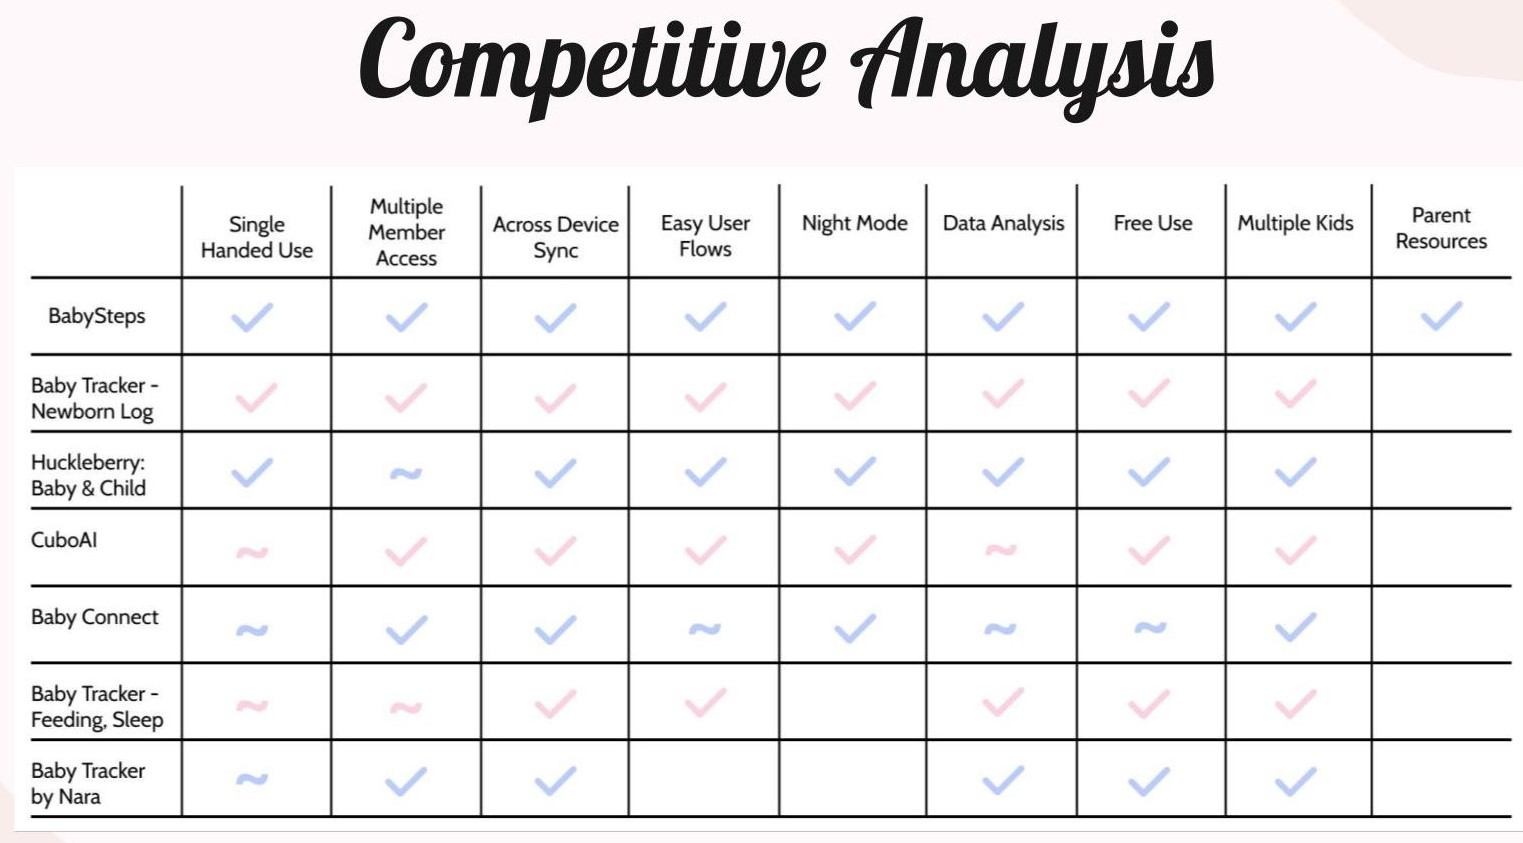 Competitive Analysis
Single
Handed Use
Multiple
Member
Access
Across Device
Sync
Easy User
Flows
Night Mode
Data Analysis
Free Use
Multiple Kids
Parent
Resources
BabySteps
Baby Tracker -
Newborn Log
Huckleberry:
Baby & Child
~
CuboAI
~ ~
Baby Connect
~ ~ ~ ~
Baby Tracker -
Feeding, Sleep
~ ~
Baby Tracker
by Nara
~